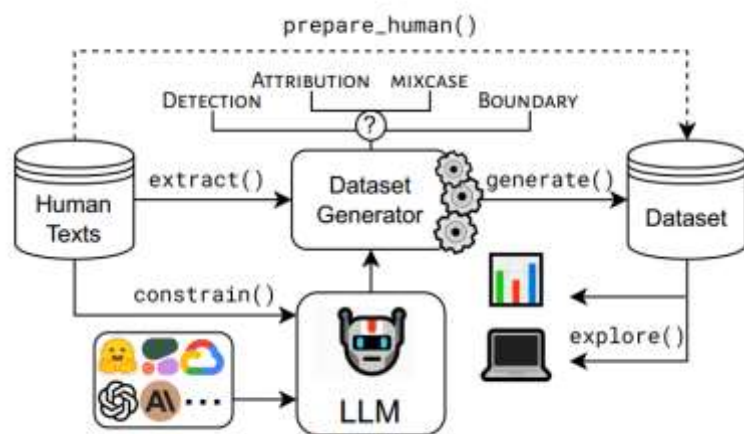 prepare_human()
ATTRIBUTION MIXCASE
DETECTION BOUNDARY
?
extract() Dataset Generator generate()
Human Texts
Dataset
constrain()
explore()
A\ ...
LLM